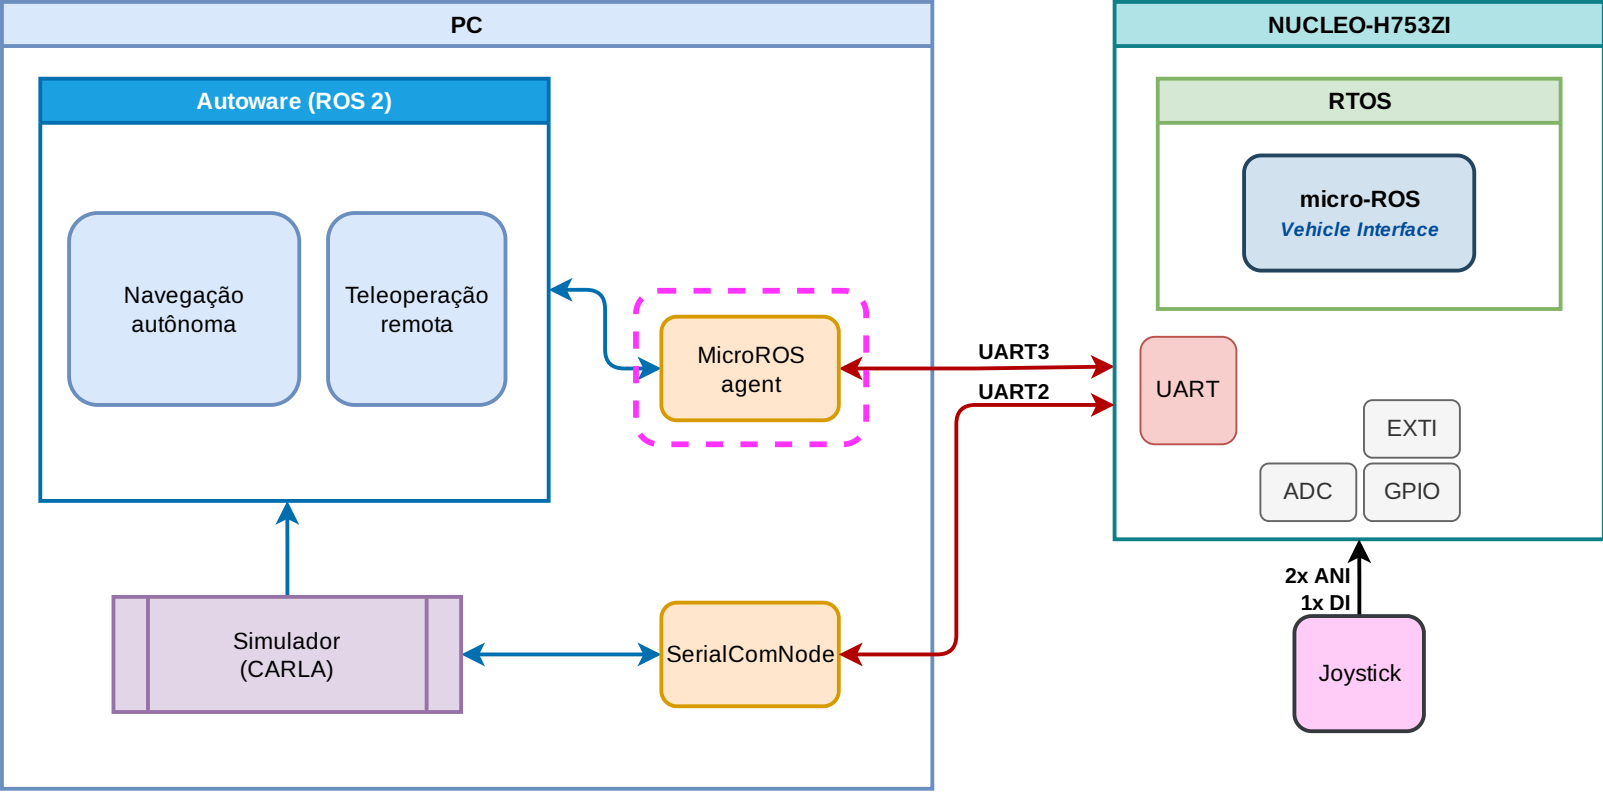 PC
Autoware (ROS 2)
Navegação
autônoma
Teleoperação
remota
MicroROS
agent
Simulador
(CARLA)
SerialComNode
UART3
UART2
NUCLEO-H753ZI
RTOS
micro-ROS
Vehicle Interface
UART
EXTI
ADC
GPIO
2x ANI
1x DI
Joystick